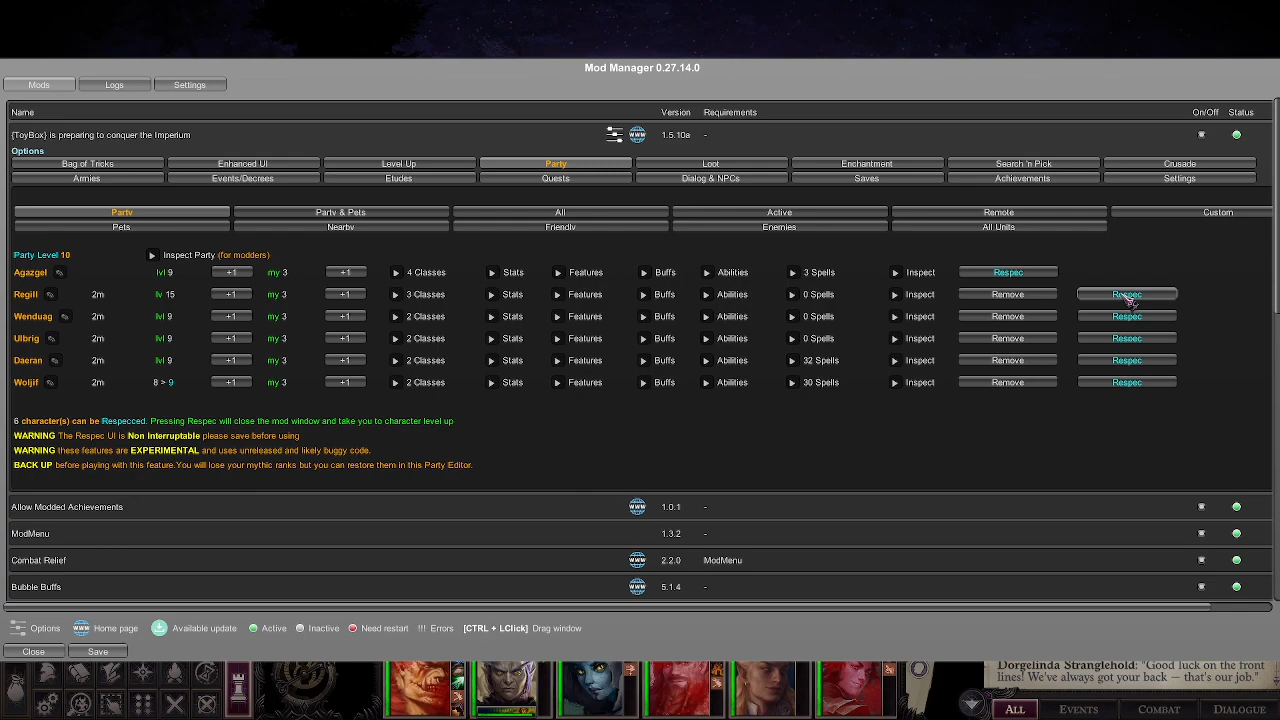 Mod Manager 0.27.14.0
Mods Logs Settings
Name Version Requirements On/Off Status
{ToyBox} is preparing to conquer the Imperium www 1.5.10a -
Options
Bag of Tricks Enhanced UI Level Up Party Loot Enchantment Search 'n Pick Crusade
Armies Events/Decrees Etudes Quests Dialog & NPCs Saves Achievements Settings
Party Party & Pets All Active Remote Custom
Pets Nearby Friendly Enemies All Units
Party Level 10 Inspect Party (for modders)
Agazgel lvl 9 +1 my 3 +1 4 Classes Stats Features Buffs Abilities 3 Spells Inspect Respec
Regill 2m lv 15 +1 my 3 +1 3 Classes Stats Features Buffs Abilities 0 Spells Inspect Remove Respec
Wenduag 2m lvl 9 +1 my 3 +1 2 Classes Stats Features Buffs Abilities 0 Spells Inspect Remove Respec
Ulbrig 2m lvl 9 +1 my 3 +1 2 Classes Stats Features Buffs Abilities 0 Spells Inspect Remove Respec
Daeran 2m lvl 9 +1 my 3 +1 2 Classes Stats Features Buffs Abilities 32 Spells Inspect Remove Respec
Woljif 2m 8 > 9 +1 my 3 +1 2 Classes Stats Features Buffs Abilities 30 Spells Inspect Remove Respec
6 character(s) can be Respecced. Pressing Respec will close the mod window and take you to character level up
WARNING The Respec UI is Non Interruptable please save before using
WARNING these features are EXPERIMENTAL and uses unreleased and likely buggy code.
BACK UP before playing with this feature.You will lose your mythic ranks but you can restore them in this Party Editor.
Allow Modded Achievements www 1.0.1 -
ModMenu 1.3.2 -
Combat Relief www 2.2.0 ModMenu
Bubble Buffs www 5.1.4 -
Options www Home page Available update Active Inactive Need restart !!! Errors [CTRL + LClick] Drag window
Close Save
Dorgelinda Stranglehold: "Good luck on the front
lines! We've always got your back — that's our job."
ALL EVENTS COMBAT DIALOGUE